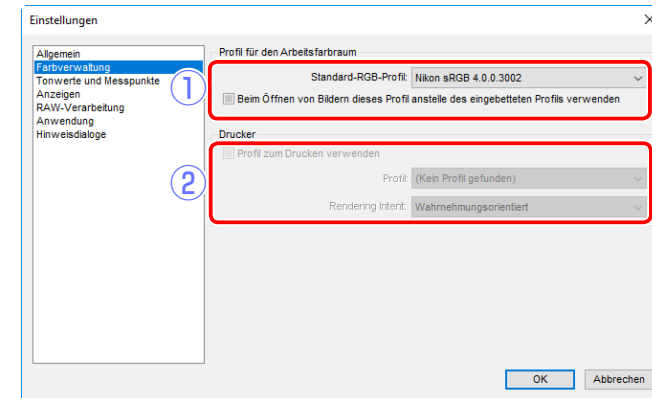 Einstellungen
Allgemein
Farbverwaltung
Tonwerte und Messpunkte
Anzeigen
RAW-Verarbeitung
Anwendung
Hinweisdialoge
Profil für den Arbeitsfarbraum
1
Standard-RGB-Profil: Nikon sRGB 4.0.0.3002
Beim Öffnen von Bildern dieses Profil anstelle des eingebetteten Profils verwenden
Drucker
2
Profil zum Drucken verwenden
Profil: (Kein Profil gefunden)
Rendering Intent: Wahrnehmungsorientiert
OK Abbrechen